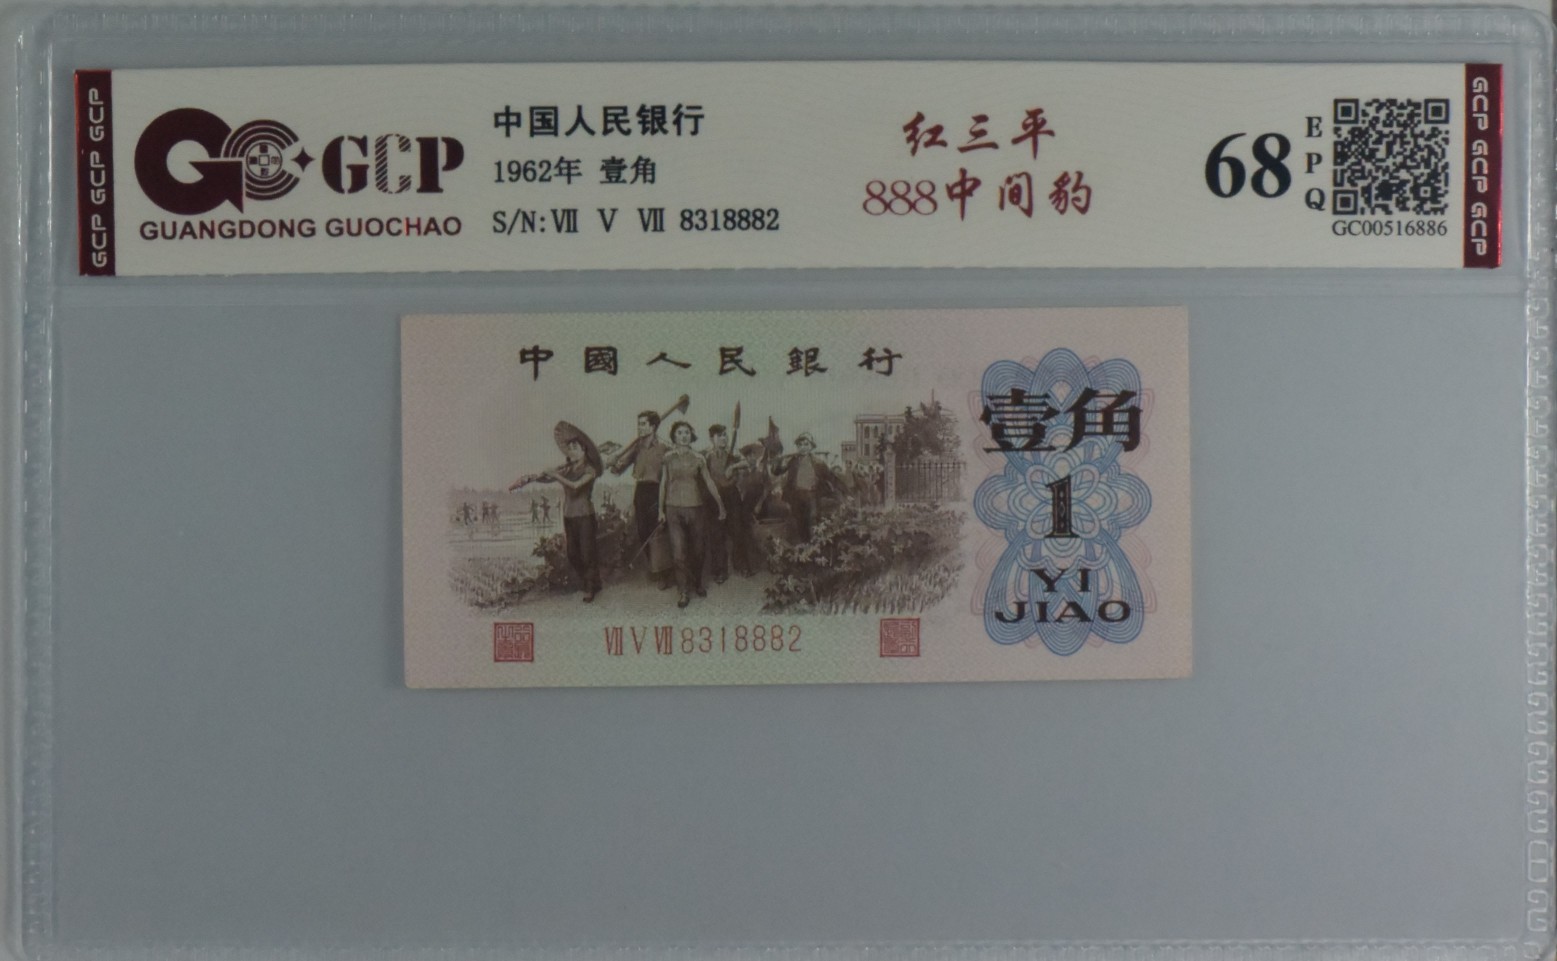 GCP GCP GCP
GCP
GUANGDONG GUOCHAO
中国人民银行
1962年 壹角
S/N:Ⅶ Ⅴ Ⅶ 8318882
红三平
888中间豹
68
EPQ
GC00516886
GCP GCP GCP
中國人民銀行
壹角
1
YI
JIAO
Ⅶ Ⅴ Ⅶ 8318882